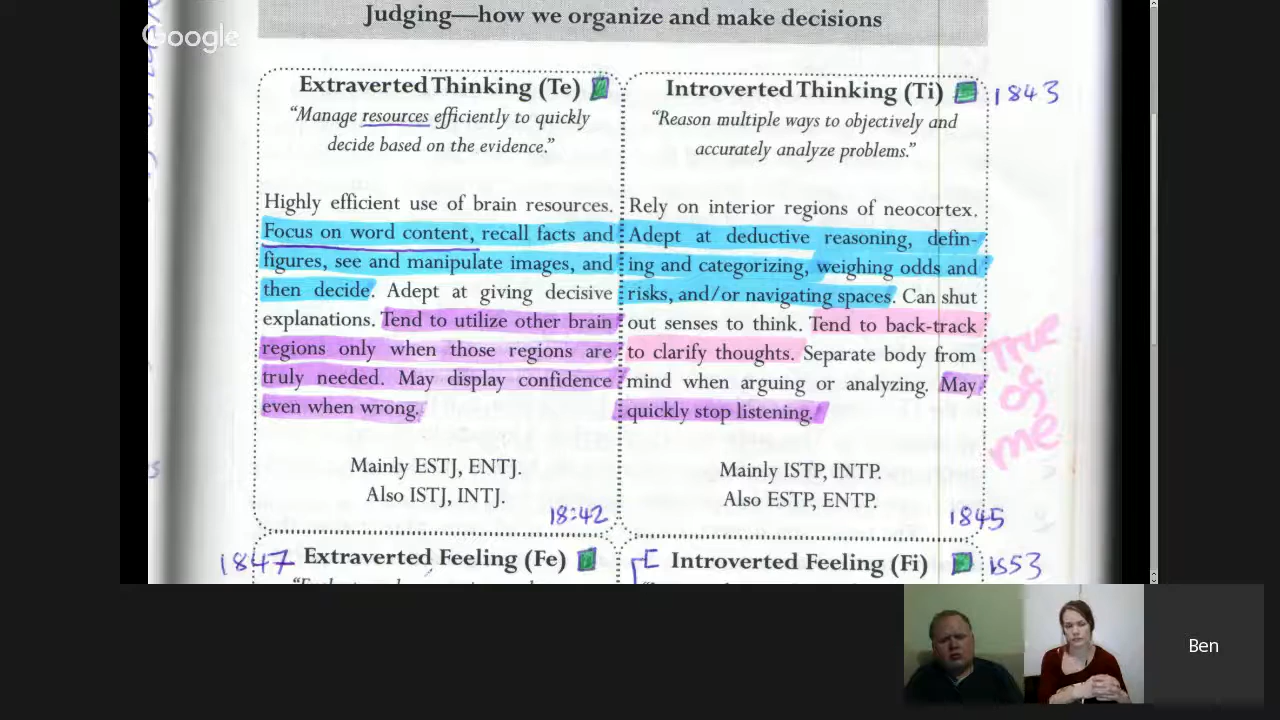 Judging—how we organize and make decisions
Google
Extraverted Thinking (Te)
"Manage resources efficiently to quickly
decide based on the evidence."
Highly efficient use of brain resources.
Focus on word content, recall facts and
figures, see and manipulate images, and
then decide. Adept at giving decisive
explanations. Tend to utilize other brain
regions only when those regions are
truly needed. May display confidence
even when wrong.
Mainly ESTJ, ENTJ.
Also ISTJ, INTJ.
18:42
Introverted Thinking (Ti)
1843
"Reason multiple ways to objectively and
accurately analyze problems."
Rely on interior regions of neocortex.
Adept at deductive reasoning, defin-
ing and categorizing, weighing odds and
risks, and/or navigating spaces. Can shut
out senses to think. Tend to back-track
to clarify thoughts. Separate body from
mind when arguing or analyzing. May
quickly stop listening.
True
of
me
Mainly ISTP, INTP.
Also ESTP, ENTP.
1845
1847
Extraverted Feeling (Fe)
Introverted Feeling (Fi)
1853
Ben